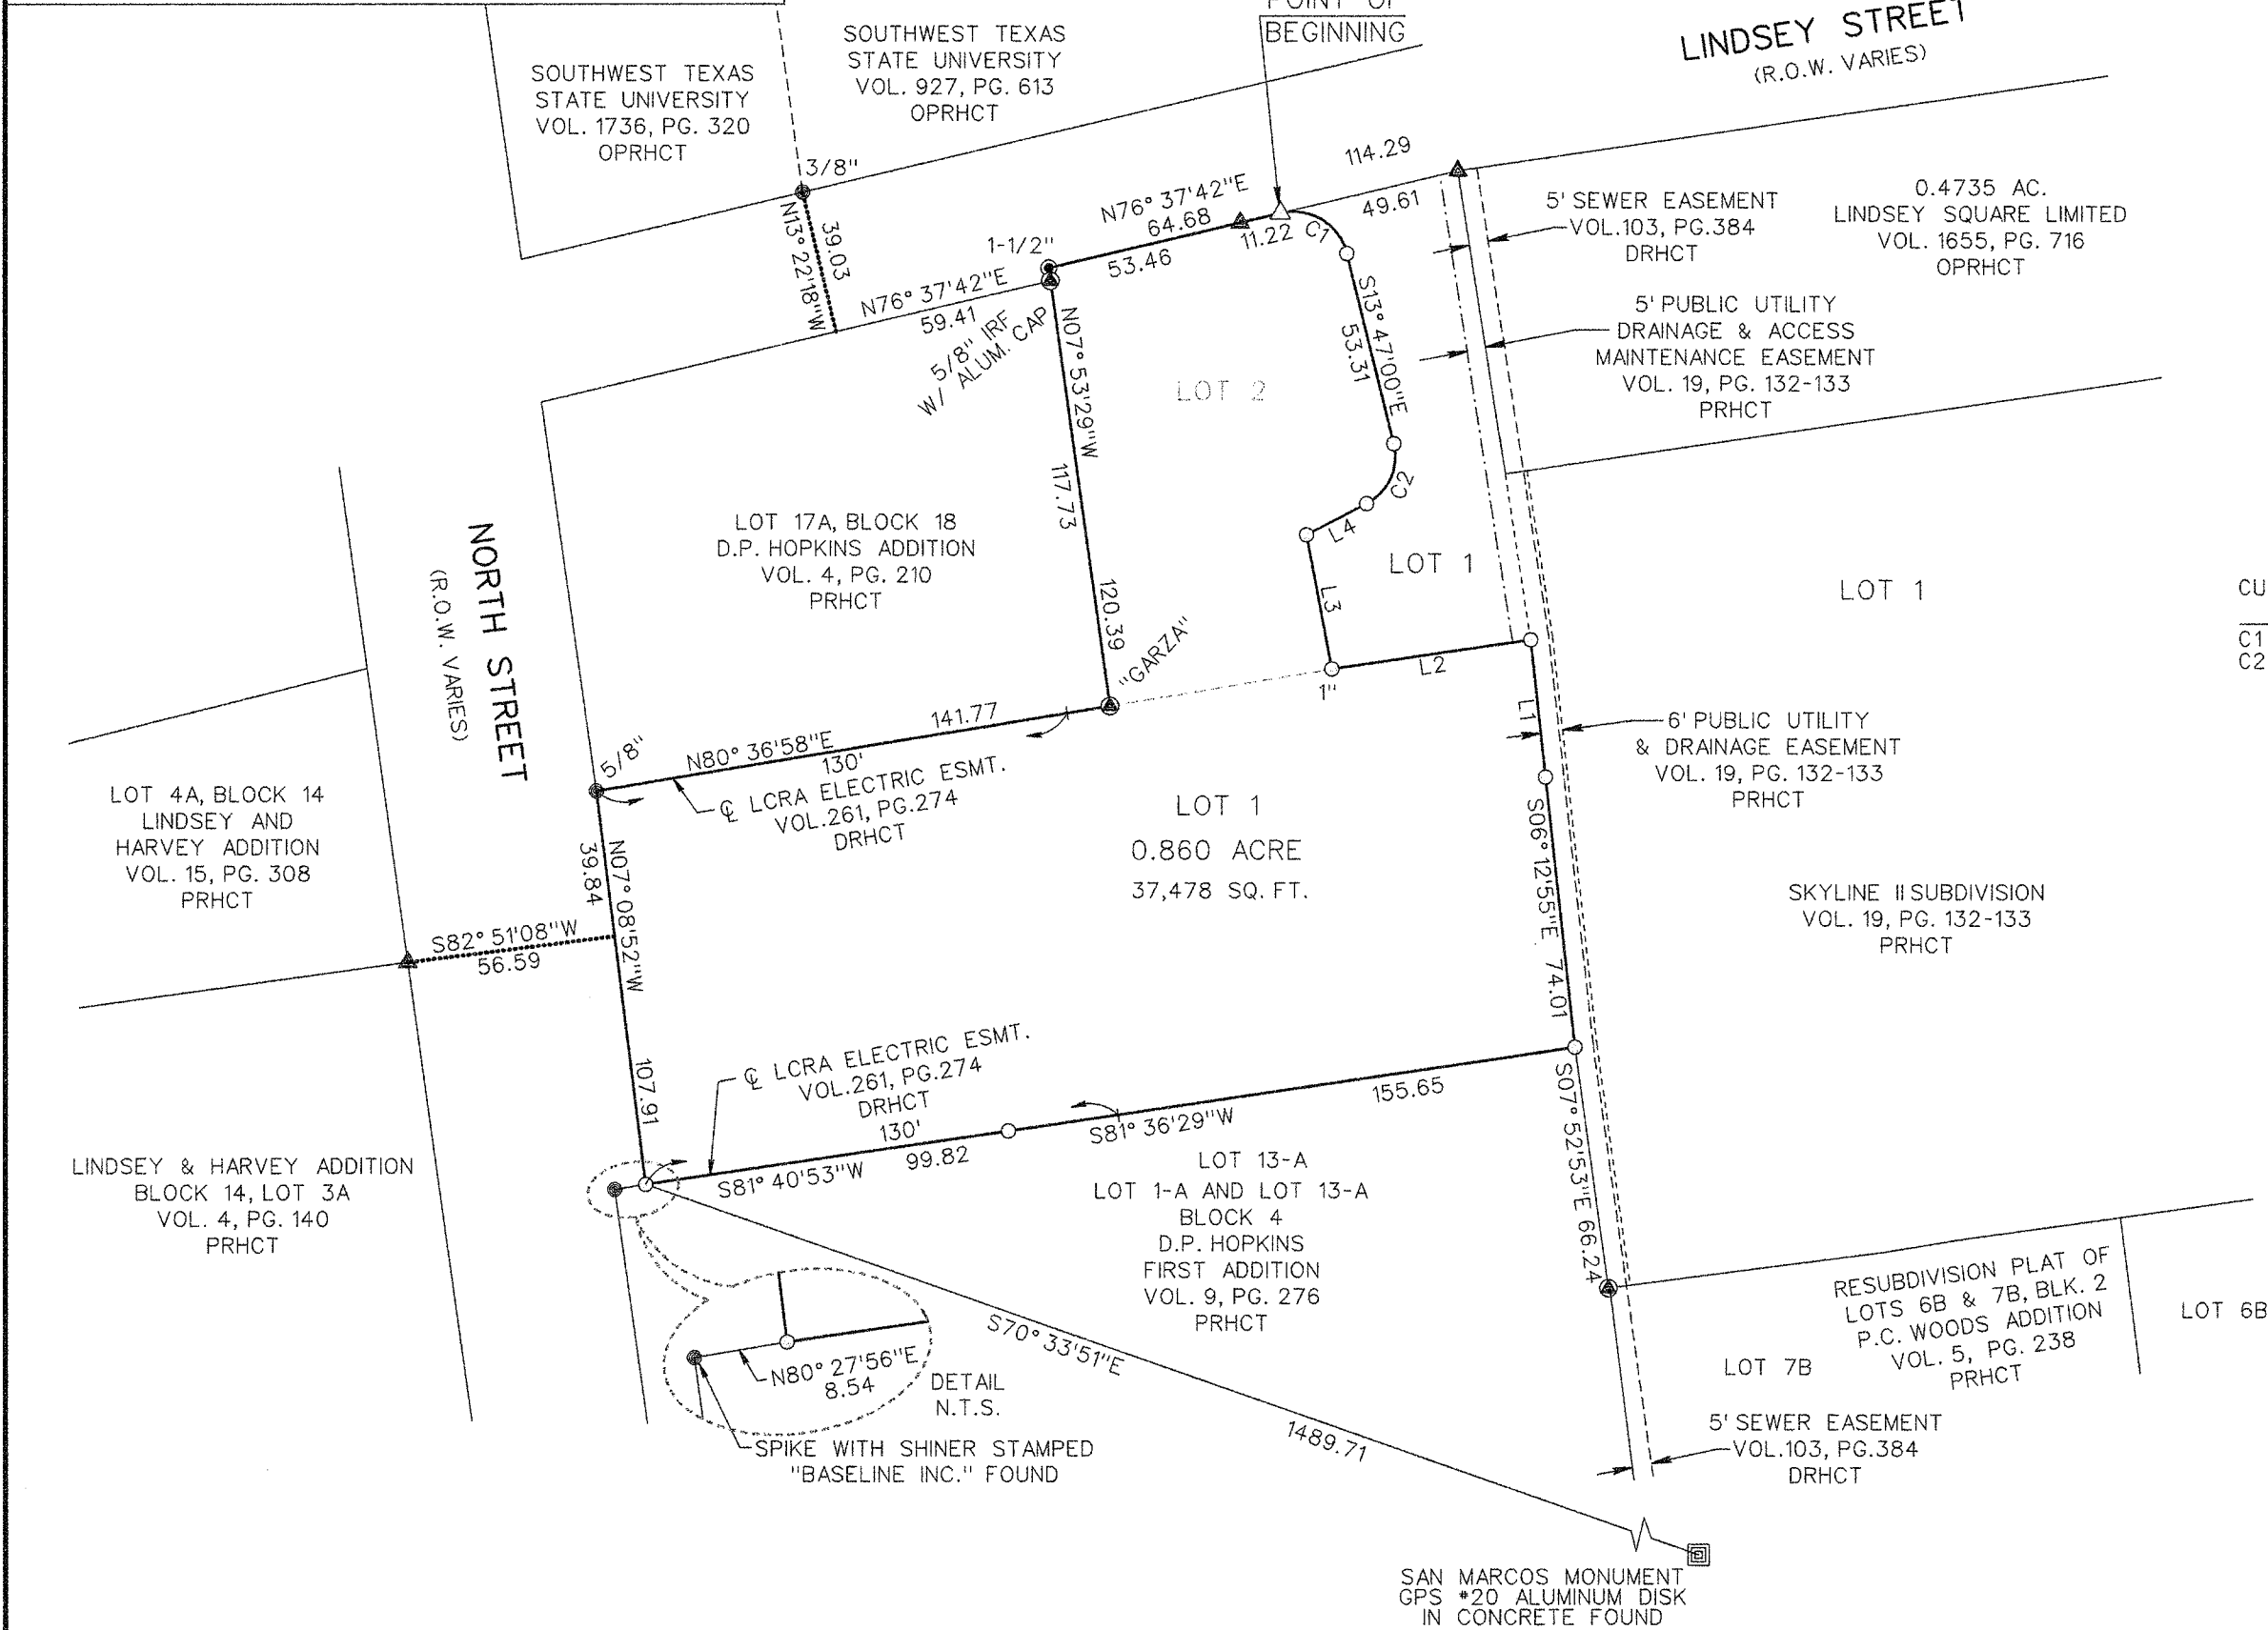 POINT OF
BEGINNING
LINDSEY STREET
(R.O.W. VARIES)
SOUTHWEST TEXAS
STATE UNIVERSITY
VOL. 1736, PG. 320
OPRHCT
SOUTHWEST TEXAS
STATE UNIVERSITY
VOL. 927, PG. 613
OPRHCT
3/8"
39.03
N13° 22'18"W
N76° 37'42"E
59.41
1-1/2"
5/8" IRF
W/ ALUM. CAP
N76° 37'42"E
64.68
53.46
11.22
C1
114.29
49.61
5' SEWER EASEMENT
VOL.103, PG.384
DRHCT
0.4735 AC.
LINDSEY SQUARE LIMITED
VOL. 1655, PG. 716
OPRHCT
5' PUBLIC UTILITY
DRAINAGE & ACCESS
MAINTENANCE EASEMENT
VOL. 19, PG. 132-133
PRHCT
N07° 53'29"W
117.73
120.39
LOT 2
S13° 47'00"E
53.31
C2
L4
L3
LOT 1
L2
1"
L1
"GARZA"
LOT 17A, BLOCK 18
D.P. HOPKINS ADDITION
VOL. 4, PG. 210
PRHCT
NORTH STREET
(R.O.W. VARIES)
LOT 1
CU
C1
C2
6' PUBLIC UTILITY
& DRAINAGE EASEMENT
VOL. 19, PG. 132-133
PRHCT
5/8"
N80° 36'58"E
141.77
130'
℄ LCRA ELECTRIC ESMT.
VOL.261, PG.274
DRHCT
LOT 4A, BLOCK 14
LINDSEY AND
HARVEY ADDITION
VOL. 15, PG. 308
PRHCT
LOT 1
0.860 ACRE
37,478 SQ. FT.
S06° 12'55"E 74.01
SKYLINE II SUBDIVISION
VOL. 19, PG. 132-133
PRHCT
39.84
N07° 08'52"W
107.91
S82° 51'08"W
56.59
℄ LCRA ELECTRIC ESMT.
VOL.261, PG.274
DRHCT
130'
S81° 40'53"W
99.82
S81° 36'29"W
155.65
S07° 52'53"E 66.24
LINDSEY & HARVEY ADDITION
BLOCK 14, LOT 3A
VOL. 4, PG. 140
PRHCT
LOT 13-A
LOT 1-A AND LOT 13-A
BLOCK 4
D.P. HOPKINS
FIRST ADDITION
VOL. 9, PG. 276
PRHCT
RESUBDIVISION PLAT OF
LOTS 6B & 7B, BLK. 2
P.C. WOODS ADDITION
VOL. 5, PG. 238
PRHCT
LOT 6B
LOT 7B
N80° 27'56"E
8.54
DETAIL
N.T.S.
SPIKE WITH SHINER STAMPED
"BASELINE INC." FOUND
S70° 33'51"E
1489.71
5' SEWER EASEMENT
VOL.103, PG.384
DRHCT
SAN MARCOS MONUMENT
GPS #20 ALUMINUM DISK
IN CONCRETE FOUND